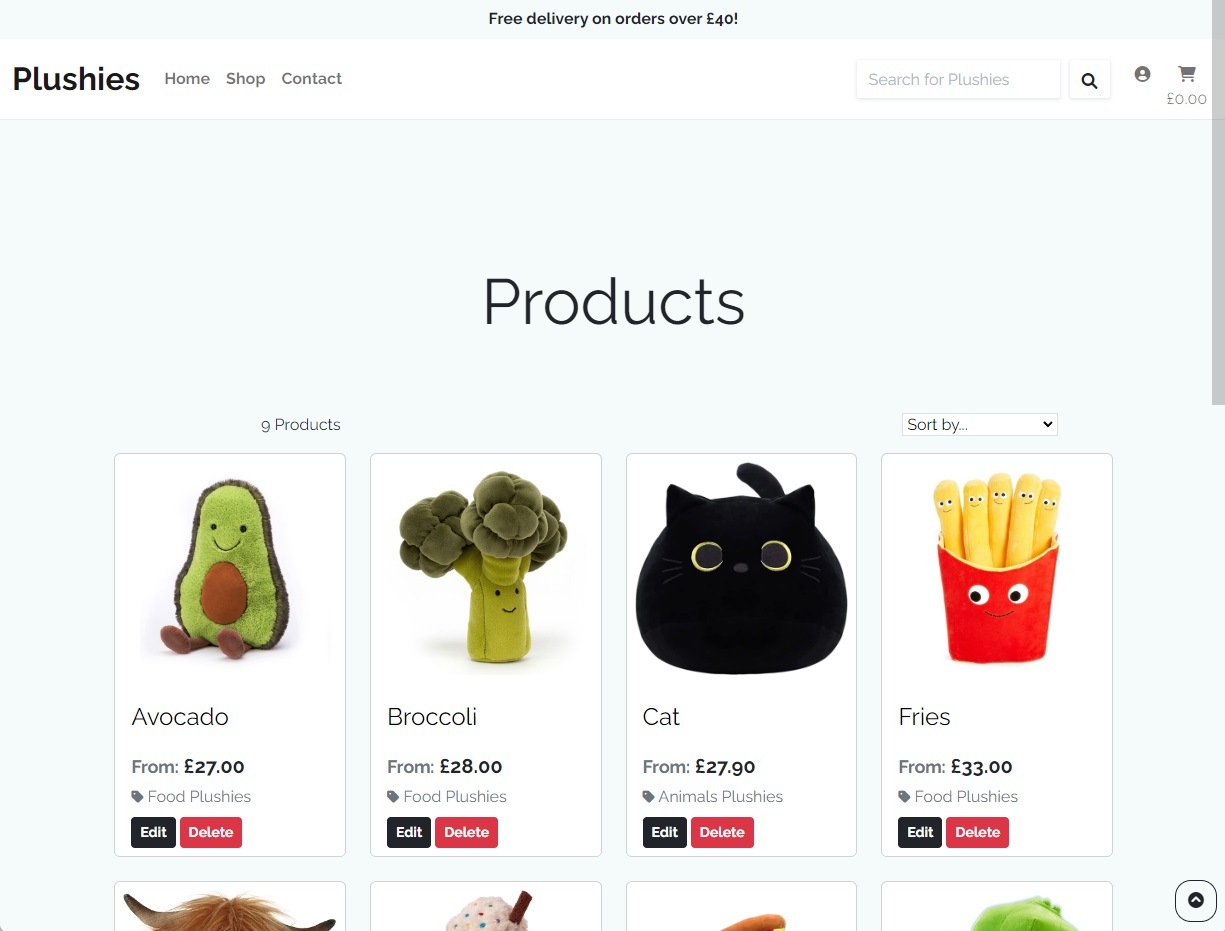 Free delivery on orders over £40!
Plushies
Home Shop Contact
Search for Plushies
£0.00
Products
9 Products
Sort by...
Avocado
From: £27.00
Food Plushies
Edit Delete
Broccoli
From: £28.00
Food Plushies
Edit Delete
Cat
From: £27.90
Animals Plushies
Edit Delete
Fries
From: £33.00
Food Plushies
Edit Delete